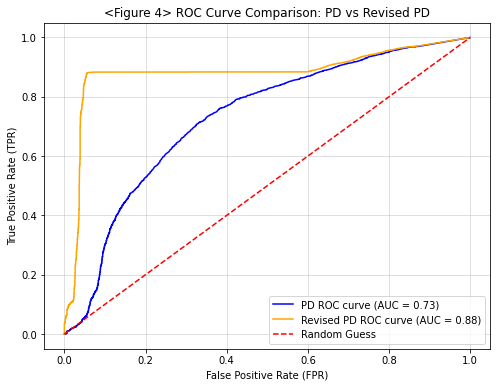 <Figure 4> ROC Curve Comparison: PD vs Revised PD
True Positive Rate (TPR)
1.0
0.8
0.6
0.4
0.2
0.0
PD ROC curve (AUC = 0.73)
Revised PD ROC curve (AUC = 0.88)
Random Guess
0.0 0.2 0.4 0.6 0.8 1.0
False Positive Rate (FPR)